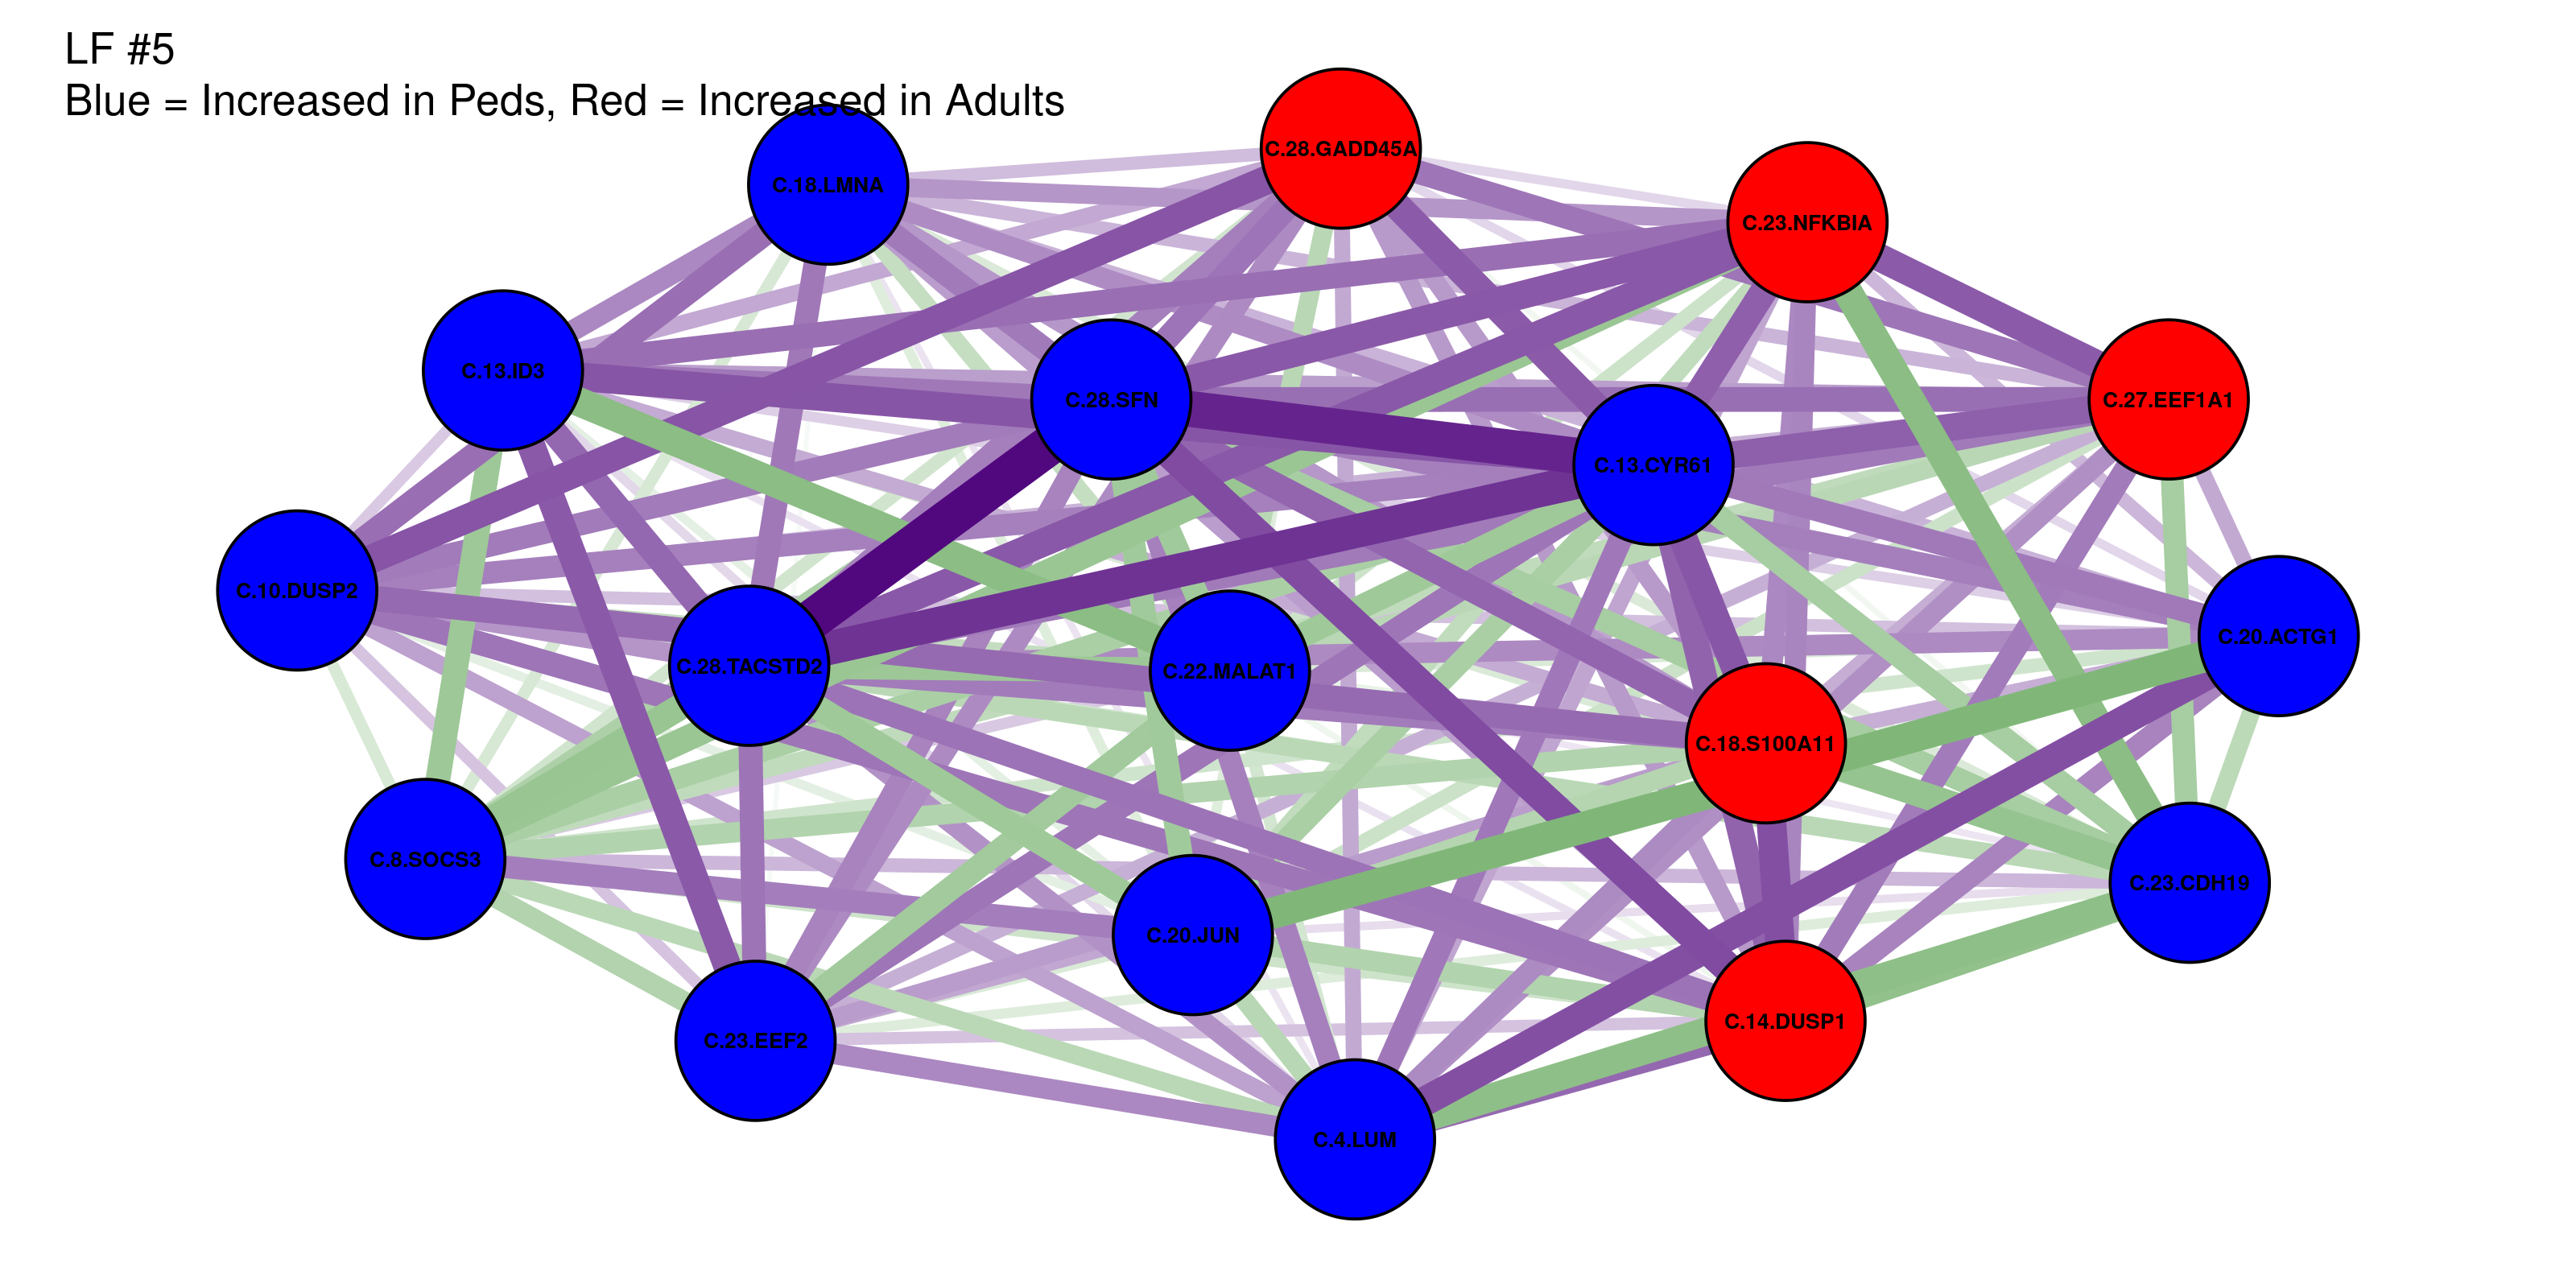 LF #5
Blue = Increased in Peds, Red = Increased in Adults
C.28.GADD45A
C.18.LMNA
C.23.NFKBIA
C.13.ID3
C.28.SFN
C.27.EEF1A1
C.13.CYR61
C.10.DUSP2
C.20.ACTG1
C.28.TACSTD2
C.22.MALAT1
C.18.S100A11
C.8.SOCS3
C.23.CDH19
C.20.JUN
C.14.DUSP1
C.23.EEF2
C.4.LUM